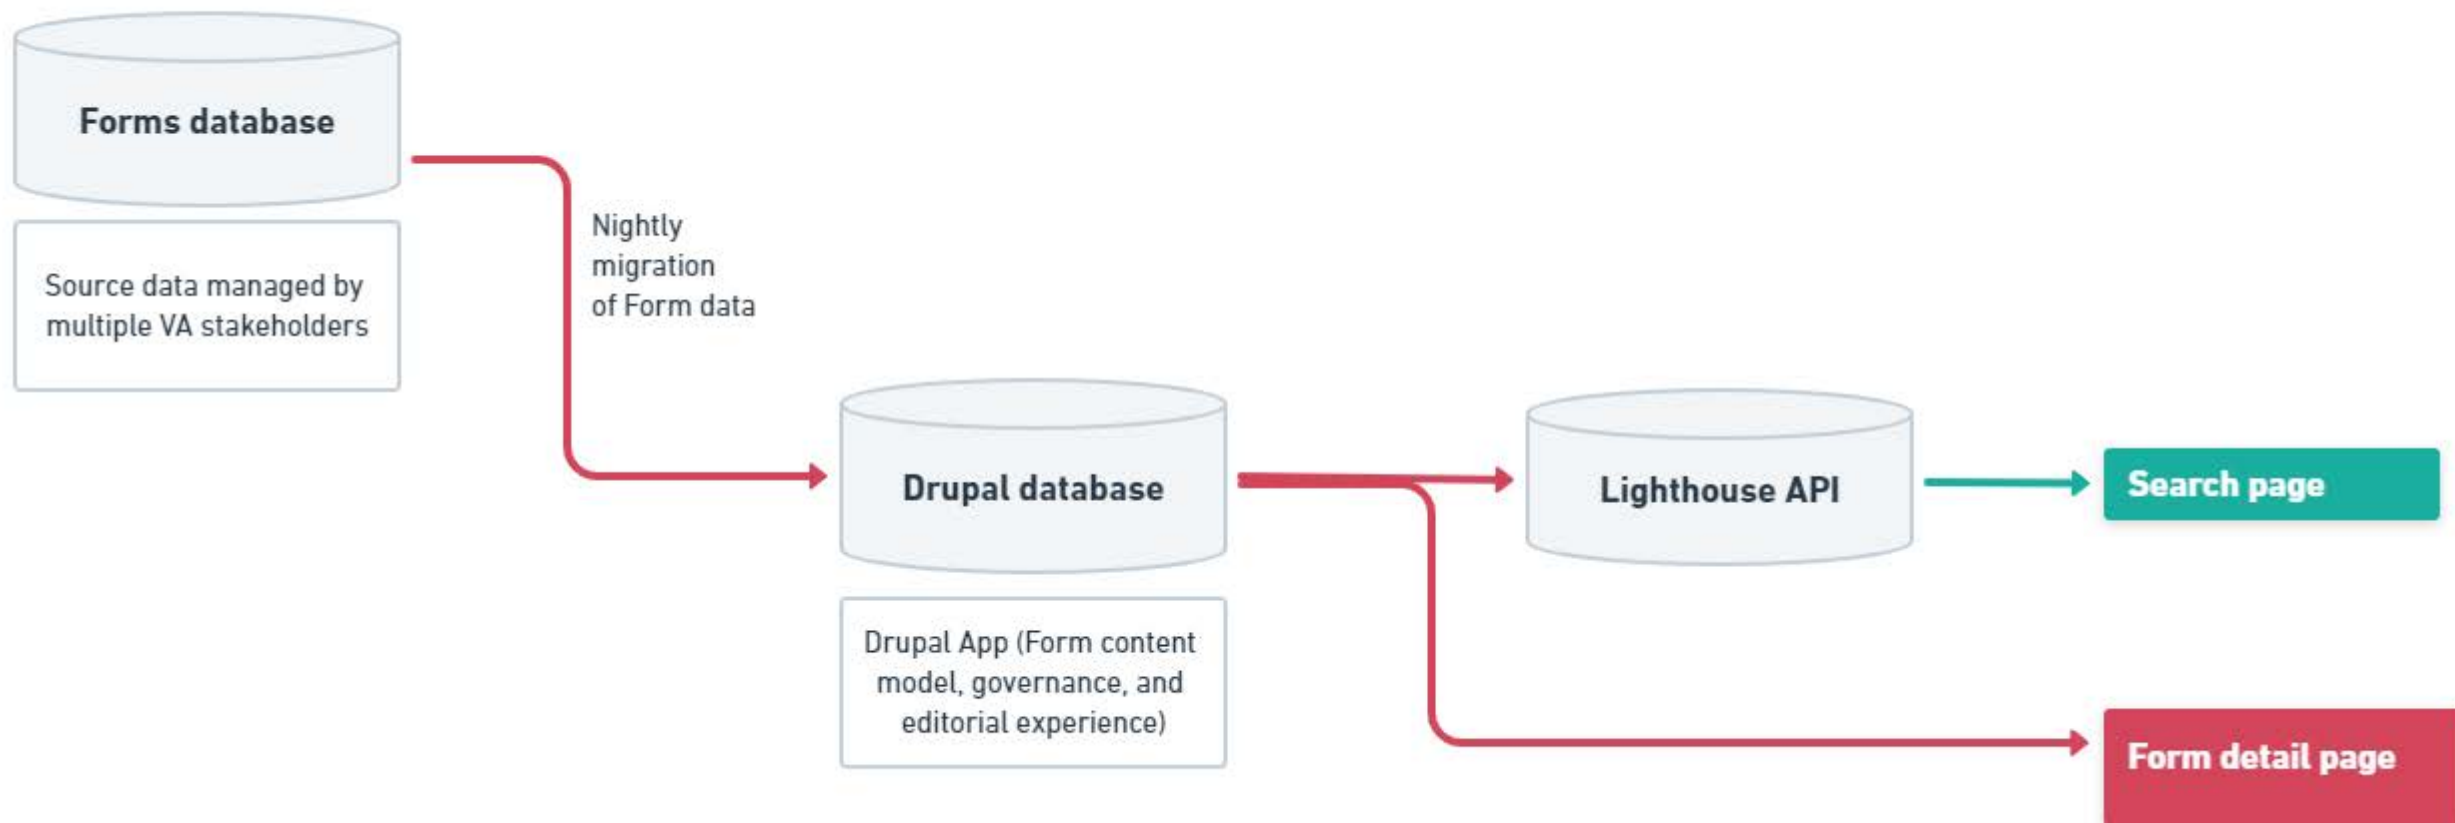 Forms database
Source data managed by
multiple VA stakeholders
Nightly
migration
of Form data
Drupal database
Drupal App (Form content
model, governance, and
editorial experience)
Lighthouse API
Search page
Form detail page